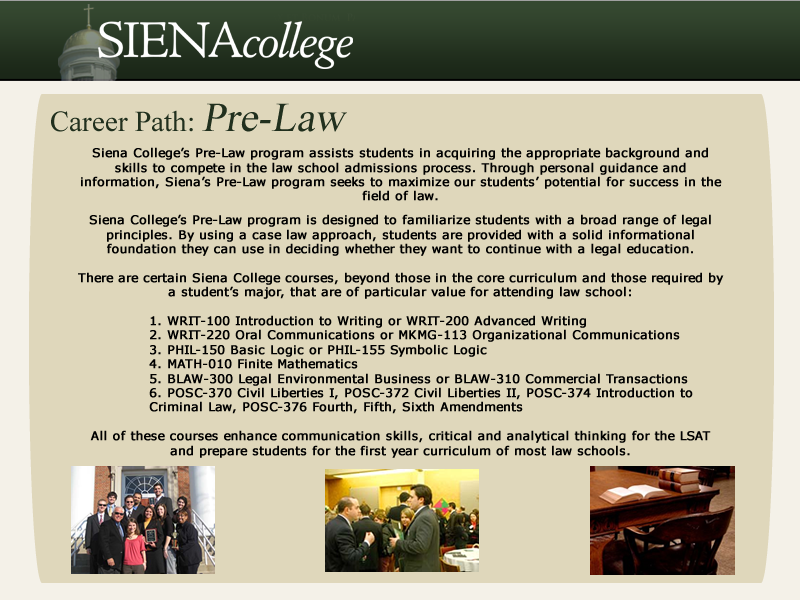 SIENAcollege
Career Path: Pre-Law
Siena College's Pre-Law program assists students in acquiring the appropriate background and
skills to compete in the law school admissions process. Through personal guidance and
information, Siena's Pre-Law program seeks to maximize our students' potential for success in the
field of law.
Siena College's Pre-Law program is designed to familiarize students with a broad range of legal
principles. By using a case law approach, students are provided with a solid informational
foundation they can use in deciding whether they want to continue with a legal education.
There are certain Siena College courses, beyond those in the core curriculum and those required by
a student's major, that are of particular value for attending law school:
1. WRIT-100 Introduction to Writing or WRIT-200 Advanced Writing
2. WRIT-220 Oral Communications or MKMG-113 Organizational Communications
3. PHIL-150 Basic Logic or PHIL-155 Symbolic Logic
4. MATH-010 Finite Mathematics
5. BLAW-300 Legal Environmental Business or BLAW-310 Commercial Transactions
6. POSC-370 Civil Liberties I, POSC-372 Civil Liberties II, POSC-374 Introduction to
Criminal Law, POSC-376 Fourth, Fifth, Sixth Amendments
All of these courses enhance communication skills, critical and analytical thinking for the LSAT
and prepare students for the first year curriculum of most law schools.